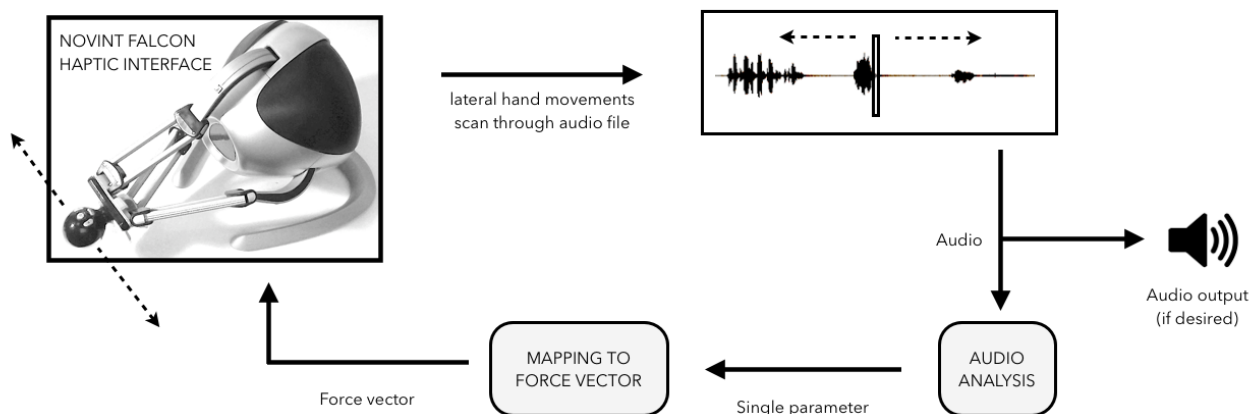 NOVINT FALCON
HAPTIC INTERFACE
lateral hand movements
scan through audio file
Audio
Audio output
(if desired)
AUDIO
ANALYSIS
Single parameter
MAPPING TO
FORCE VECTOR
Force vector